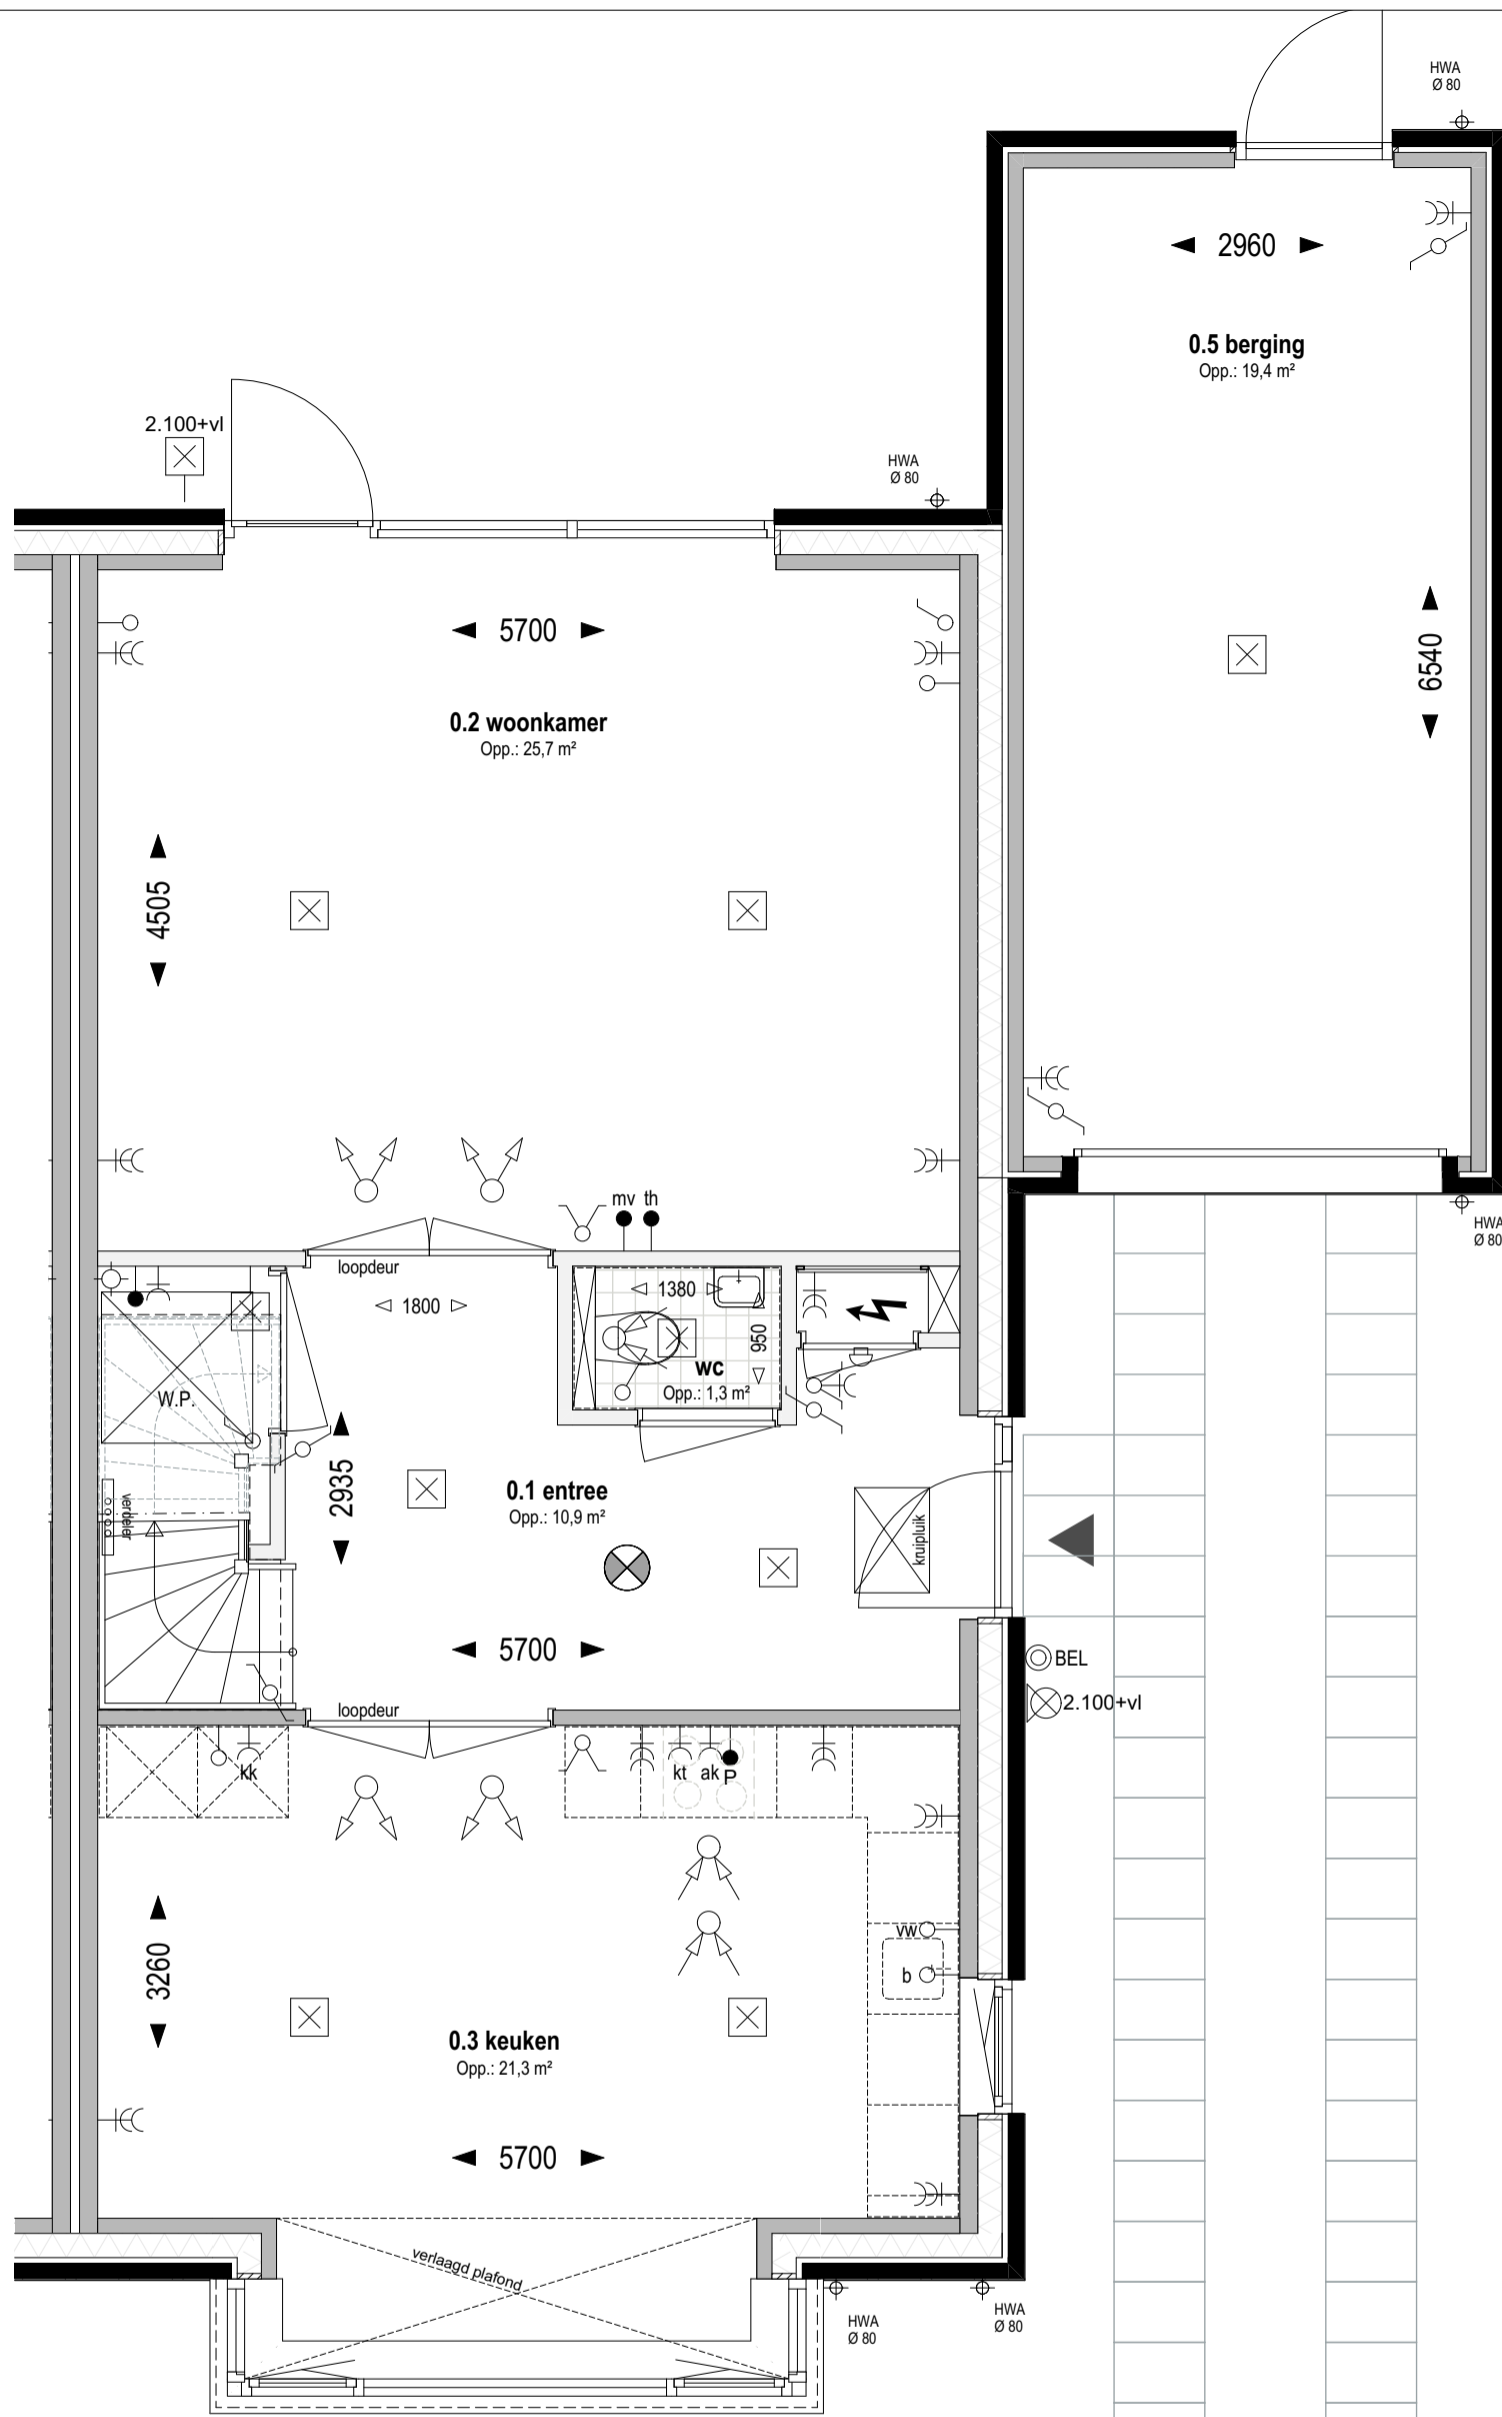 HWA
Ø 80
2960
0.5 berging
Opp.: 19,4 m²
2.100+vl
HWA
Ø 80
5700
6540
0.2 woonkamer
Opp.: 25,7 m²
4505
mv th
HWA
Ø 80
loopdeur
1800
1380
950
wc
Opp.: 1,3 m²
W.P.
2935
0.1 entree
Opp.: 10,9 m²
verdeler
kruipluik
5700
BEL
2.100+vl
loopdeur
kk
kt ak P
vw
b
3260
0.3 keuken
Opp.: 21,3 m²
5700
verlaagd plafond
HWA
Ø 80
HWA
Ø 80